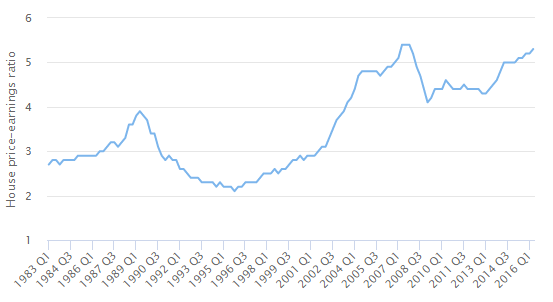 House price-earnings ratio
6
5
4
3
2
1
1983 Q1
1984 Q3
1986 Q1
1987 Q3
1989 Q1
1990 Q3
1992 Q1
1993 Q3
1995 Q1
1996 Q3
1998 Q1
1999 Q3
2001 Q1
2002 Q3
2004 Q1
2005 Q3
2007 Q1
2008 Q3
2010 Q1
2011 Q3
2013 Q1
2014 Q3
2016 Q1